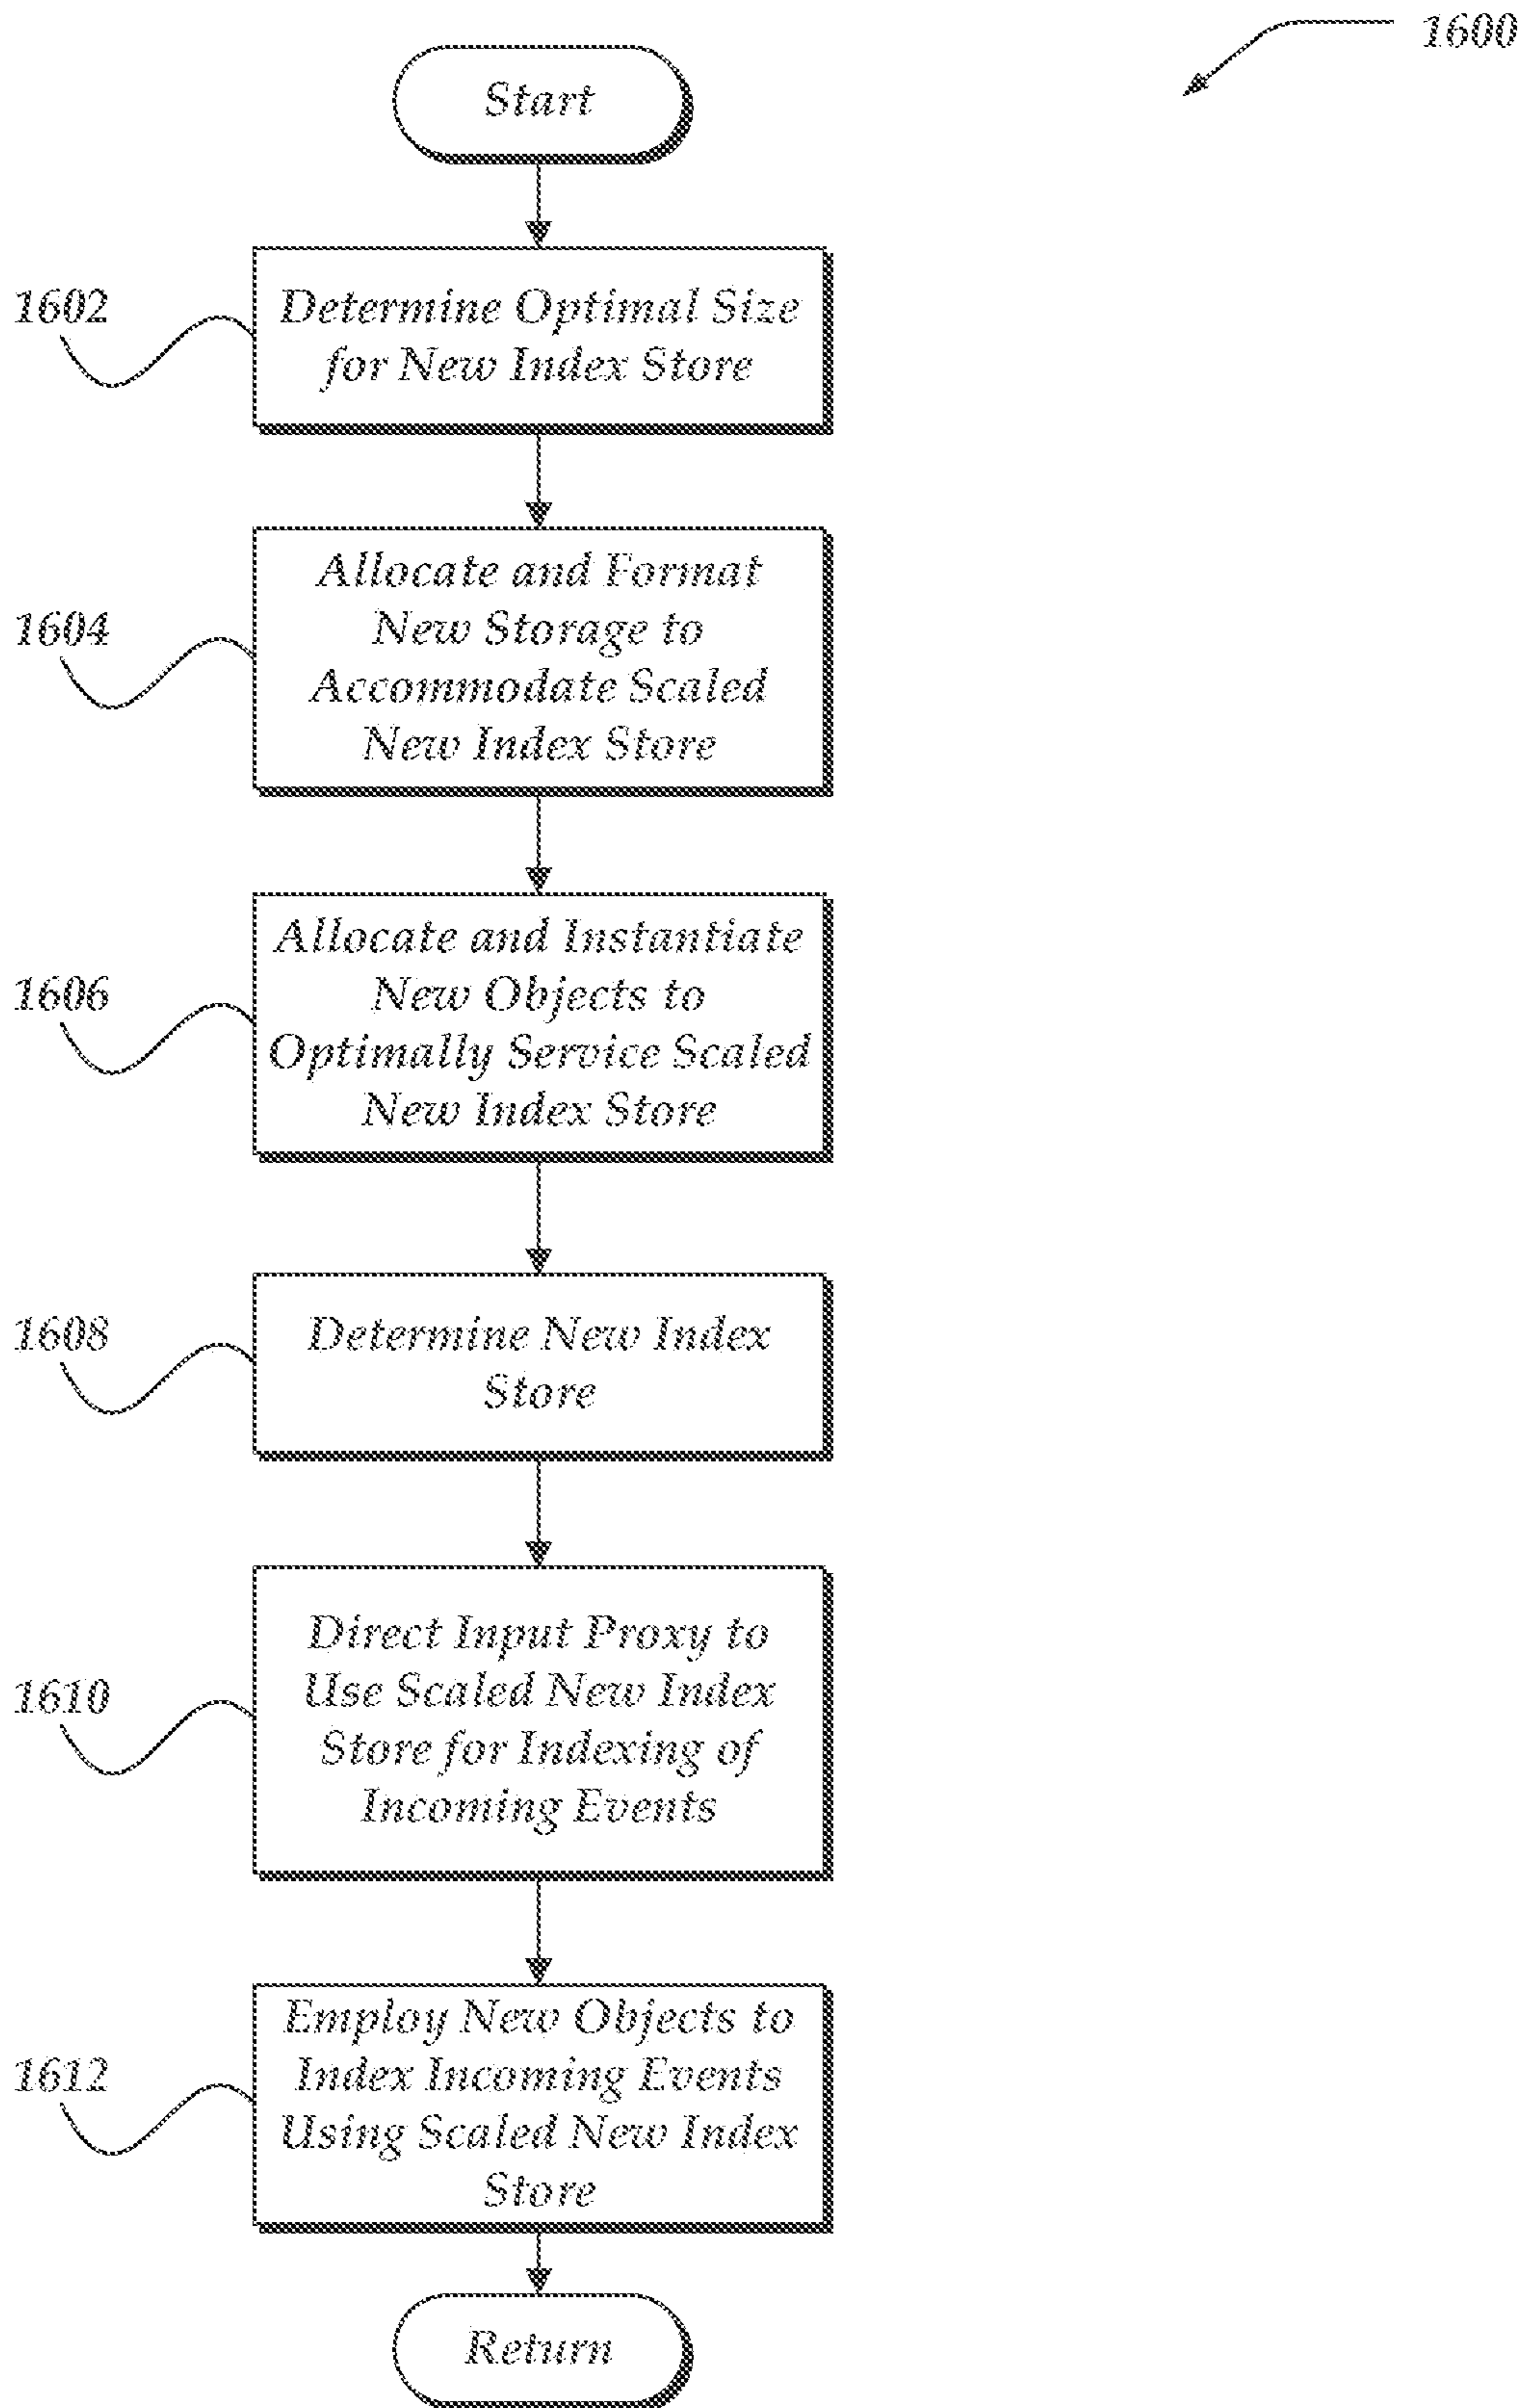 1600
Start
1602
Determine Optimal Size
for New Index Store
1604
Allocate and Format
New Storage to
Accommodate Scaled
New Index Store
1606
Allocate and Instantiate
New Objects to
Optimally Service Scaled
New Index Store
1608
Determine New Index
Store
1610
Direct Input Proxy to
Use Scaled New Index
Store for Indexing of
Incoming Events
1612
Employ New Objects to
Index Incoming Events
Using Scaled New Index
Store
Return